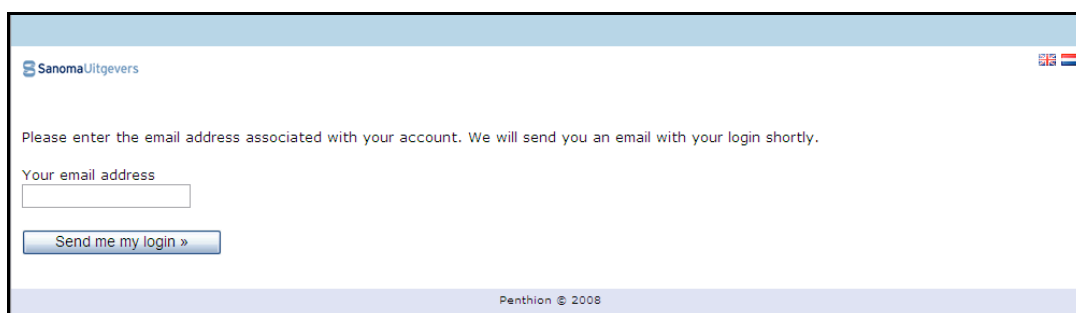 SanomaUitgevers
Please enter the email address associated with your account. We will send you an email with your login shortly.
Your email address
Send me my login »
Penthion © 2008